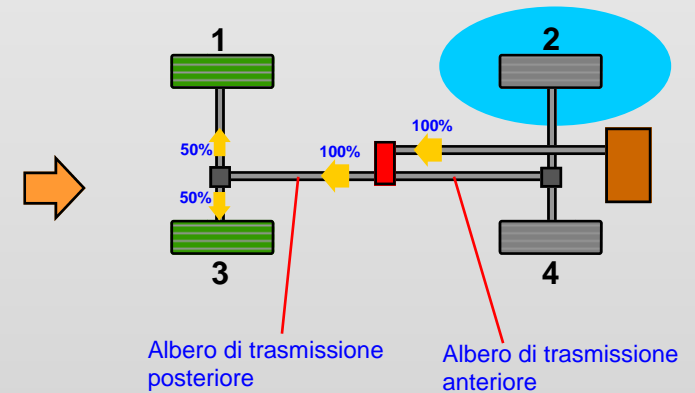 1
2
100%
50%
100%
50%
3
4
Albero di trasmissione
posteriore
Albero di trasmissione
anteriore